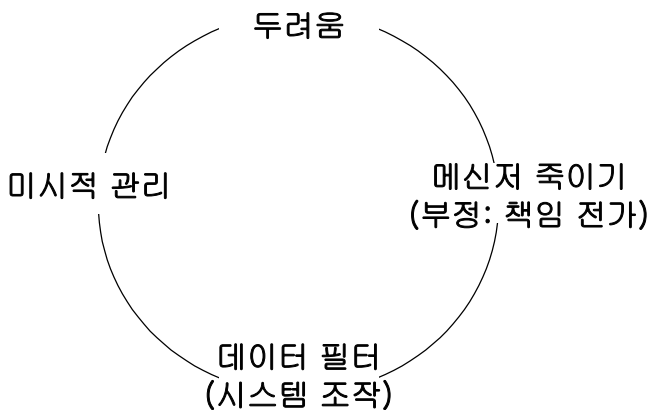 두려움
메신저 죽이기
(부정: 책임 전가)
미시적 관리
데이터 필터
(시스템 조작)